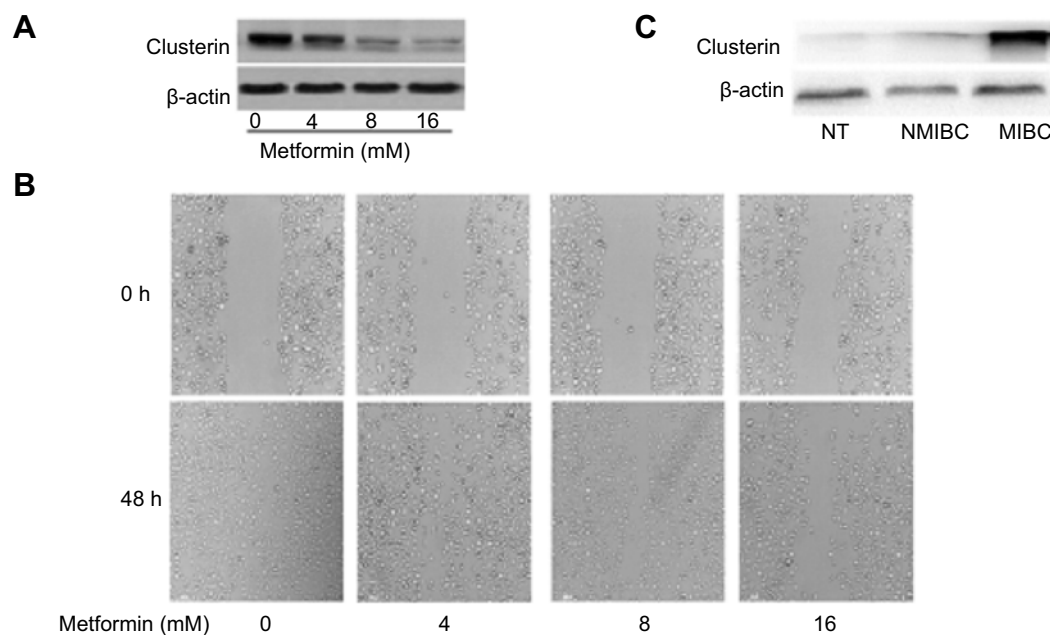 A
Clusterin
β-actin
0 4 8 16
Metformin (mM)
C
Clusterin
β-actin
NT NMIBC MIBC
B
0 h
48 h
Metformin (mM) 0 4 8 16